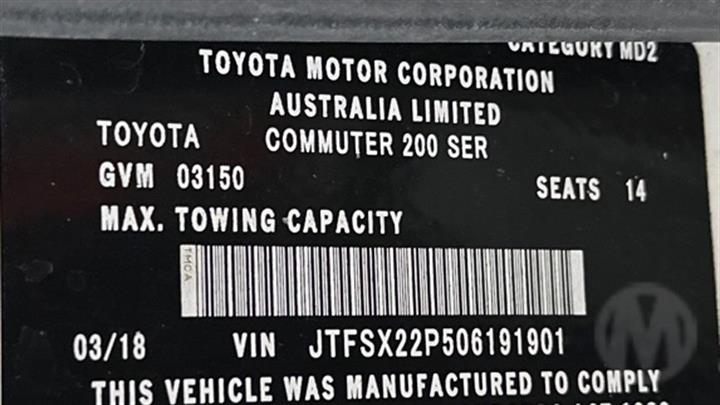 CATEGORY MD2
TOYOTA MOTOR CORPORATION
AUSTRALIA LIMITED
TOYOTA COMMUTER 200 SER
GVM 03150 SEATS 14
MAX. TOWING CAPACITY
TMCA
03/18 VIN JTFSX22P506191901
THIS VEHICLE WAS MANUFACTURED TO COMPLY